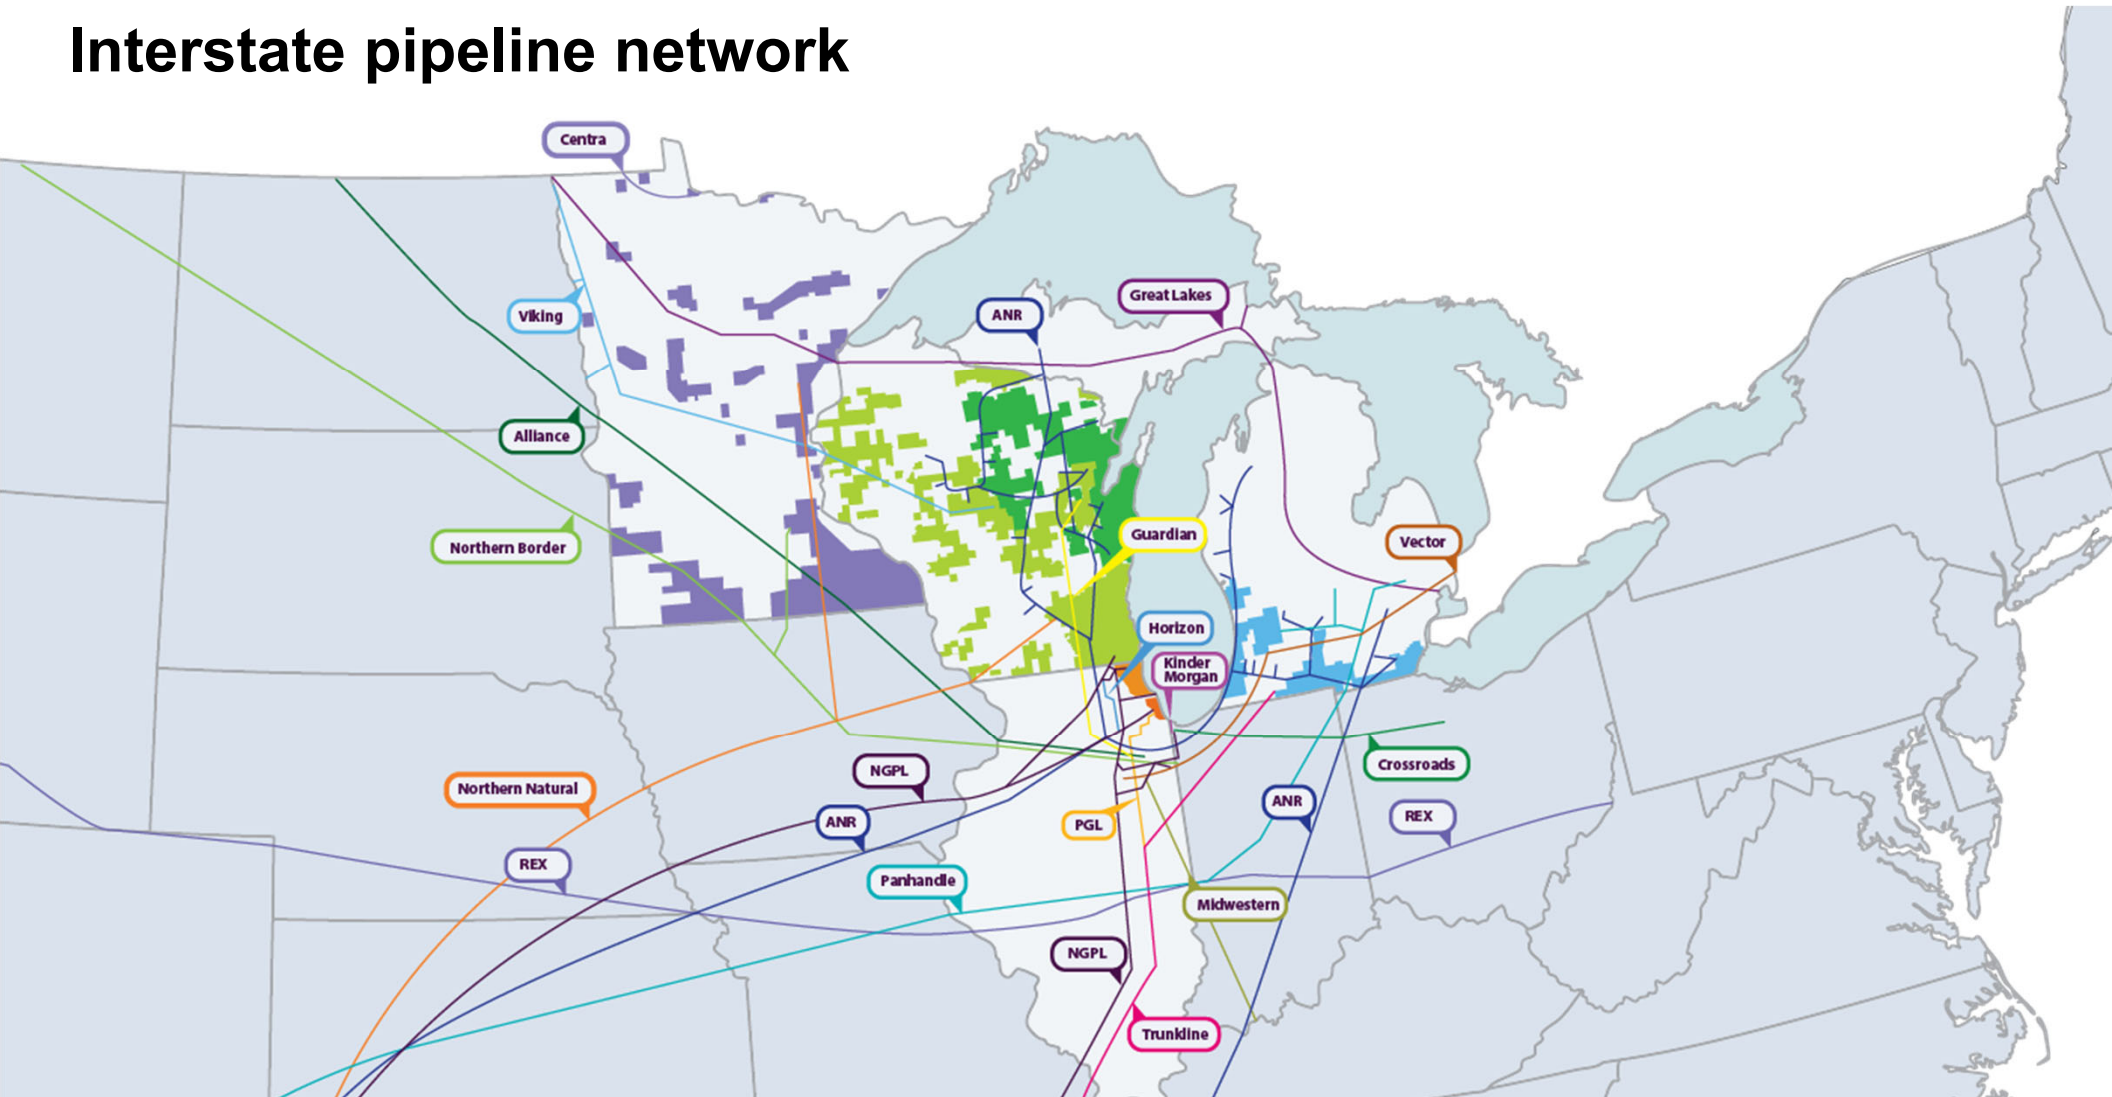 Interstate pipeline network
Centra
Great Lakes
ANR
Viking
Alliance
Guardian
Vector
Northern Border
Horizon
Kinder
Morgan
Crossroads
NGPL
Northern Natural
ANR
REX
ANR
PGL
REX
Panhandle
Midwestern
NGPL
Trunkline